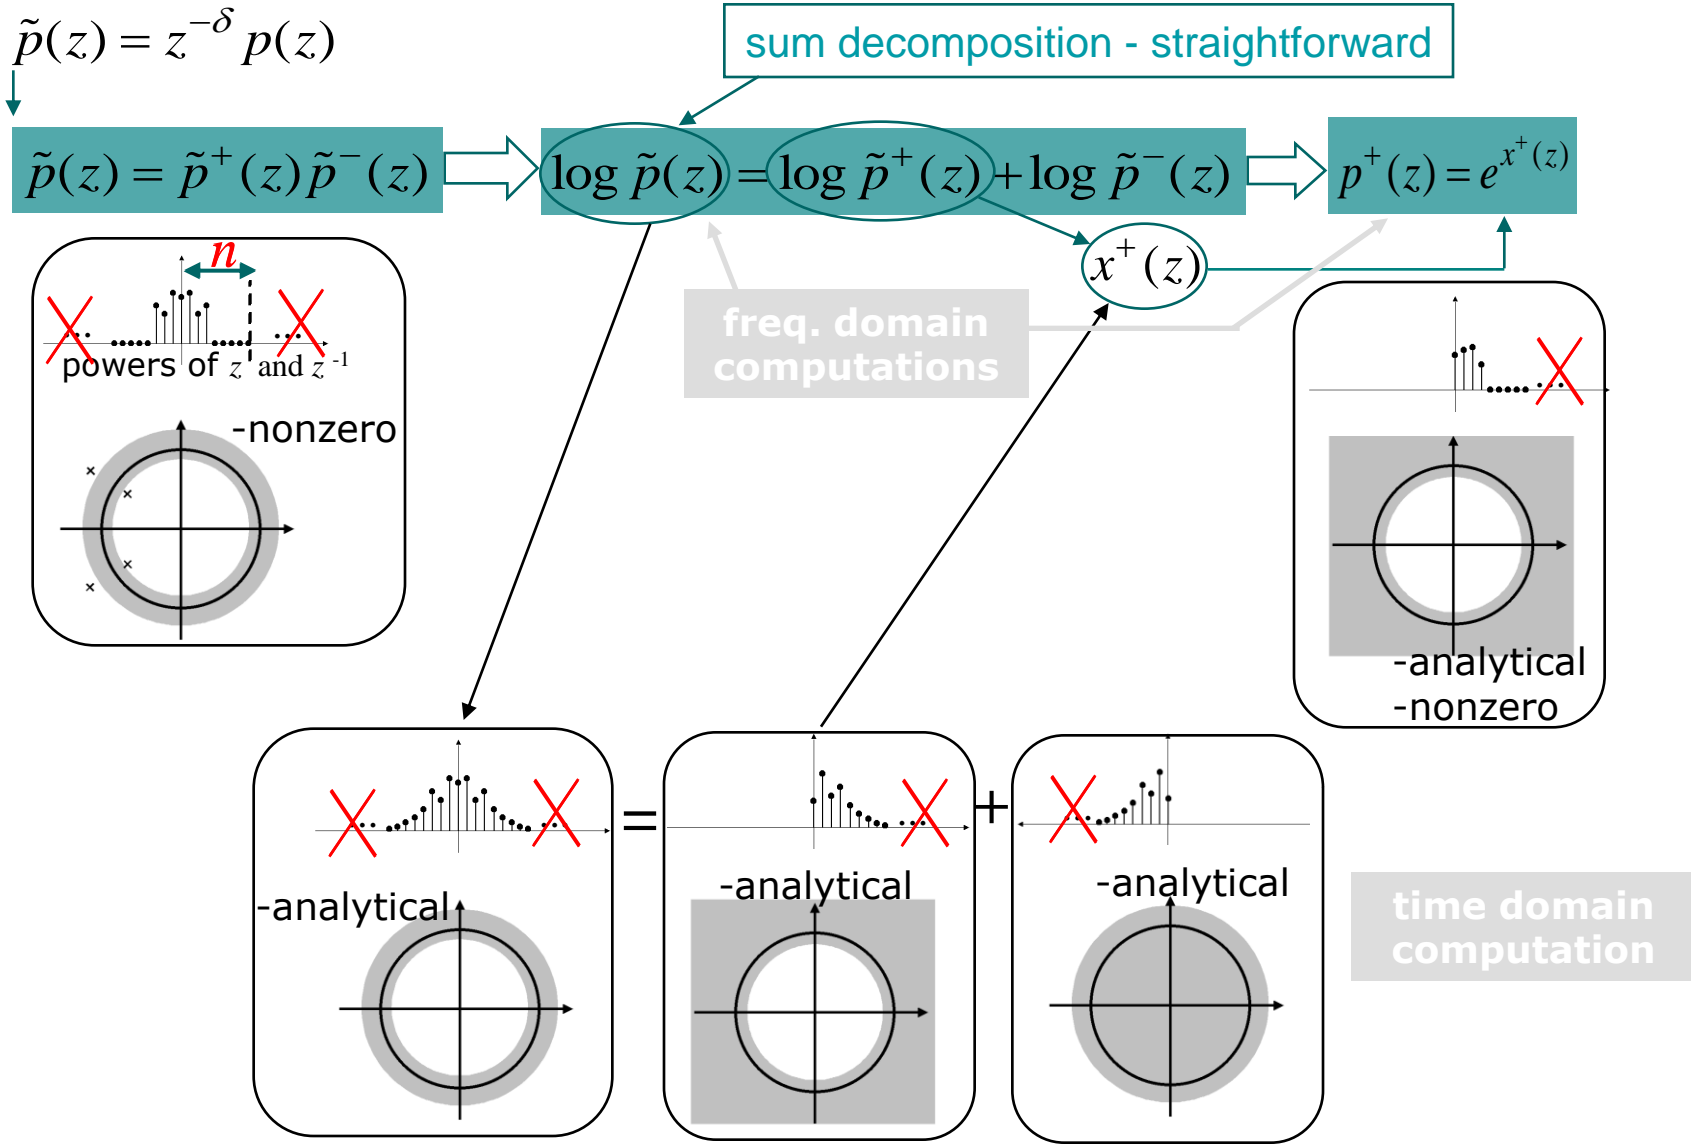 p̃(z) = z^{-δ} p(z)
sum decomposition - straightforward
p̃(z) = p̃⁺(z) p̃⁻(z)
log p̃(z) = log p̃⁺(z) + log p̃⁻(z)
p⁺(z) = e^{x⁺(z)}
n
x⁺(z)
powers of z and z⁻¹
freq. domain
computations
-nonzero
-analytical
-nonzero
=
+
-analytical
-analytical
-analytical
time domain
computation